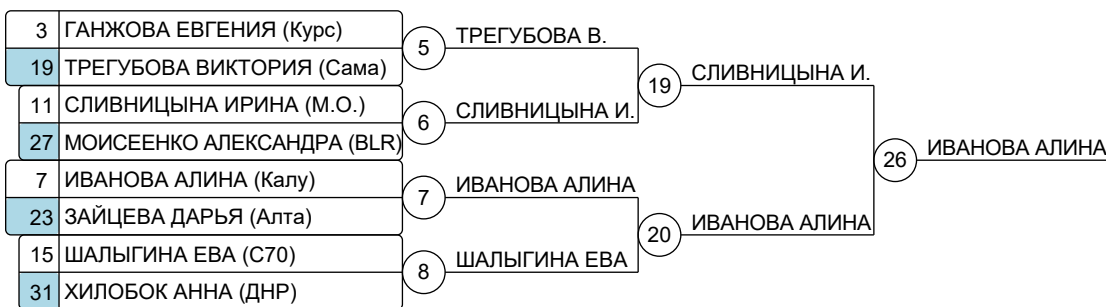 3 ГАНЖОВА ЕВГЕНИЯ (Курс)
19 ТРЕГУБОВА ВИКТОРИЯ (Сама)
11 СЛИВНИЦЫНА ИРИНА (М.О.)
27 МОИСЕЕНКО АЛЕКСАНДРА (BLR)
7 ИВАНОВА АЛИНА (Калу)
23 ЗАЙЦЕВА ДАРЬЯ (Алта)
15 ШАЛЫГИНА ЕВА (С70)
31 ХИЛОБОК АННА (ДНР)
5 ТРЕГУБОВА В.
6 СЛИВНИЦЫНА И.
7 ИВАНОВА АЛИНА
8 ШАЛЫГИНА ЕВА
19 СЛИВНИЦЫНА И.
20 ИВАНОВА АЛИНА
26 ИВАНОВА АЛИНА